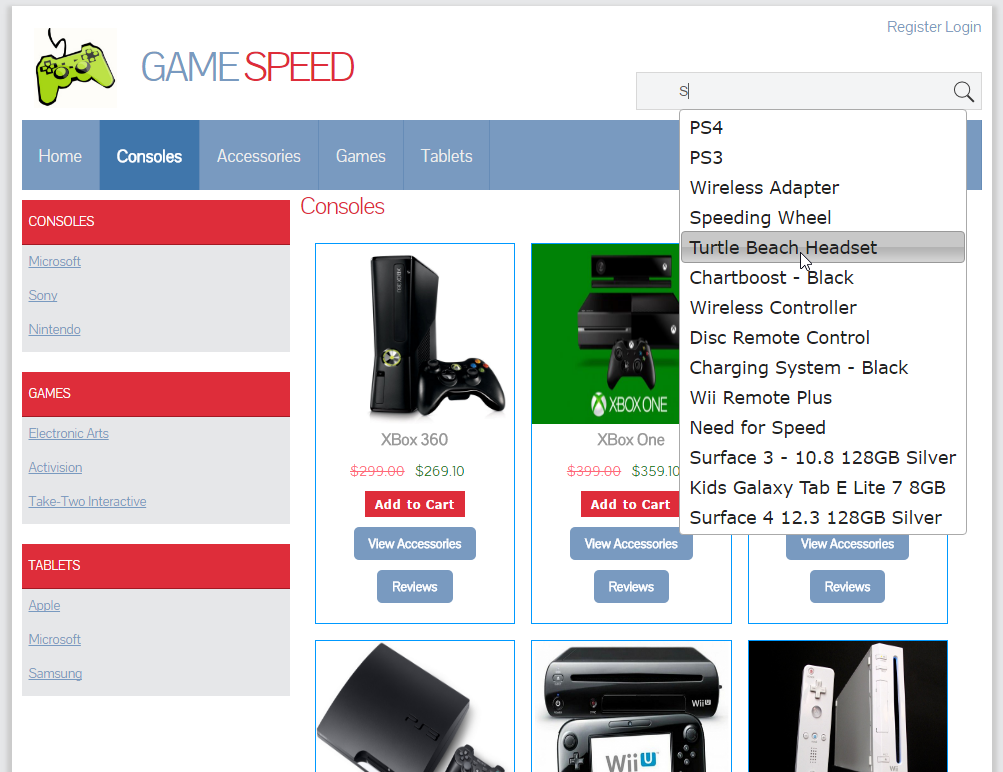 Register Login
GAME SPEED
S
Home Consoles Accessories Games Tablets
PS4
PS3
Wireless Adapter
Speeding Wheel
Turtle Beach Headset
Chartboost - Black
Wireless Controller
Disc Remote Control
Charging System - Black
Wii Remote Plus
Need for Speed
Surface 3 - 10.8 128GB Silver
Kids Galaxy Tab E Lite 7 8GB
Surface 4 12.3 128GB Silver
CONSOLES
Microsoft
Sony
Nintendo
GAMES
Electronic Arts
Activision
Take-Two Interactive
TABLETS
Apple
Microsoft
Samsung
Consoles
XBox 360
$299.00 $269.10
Add to Cart
View Accessories
Reviews
XBOX ONE
XBox One
$399.00 $359.10
Add to Cart
View Accessories
Reviews
View Accessories
Reviews
PS3
Wii U
Wii U
Wii